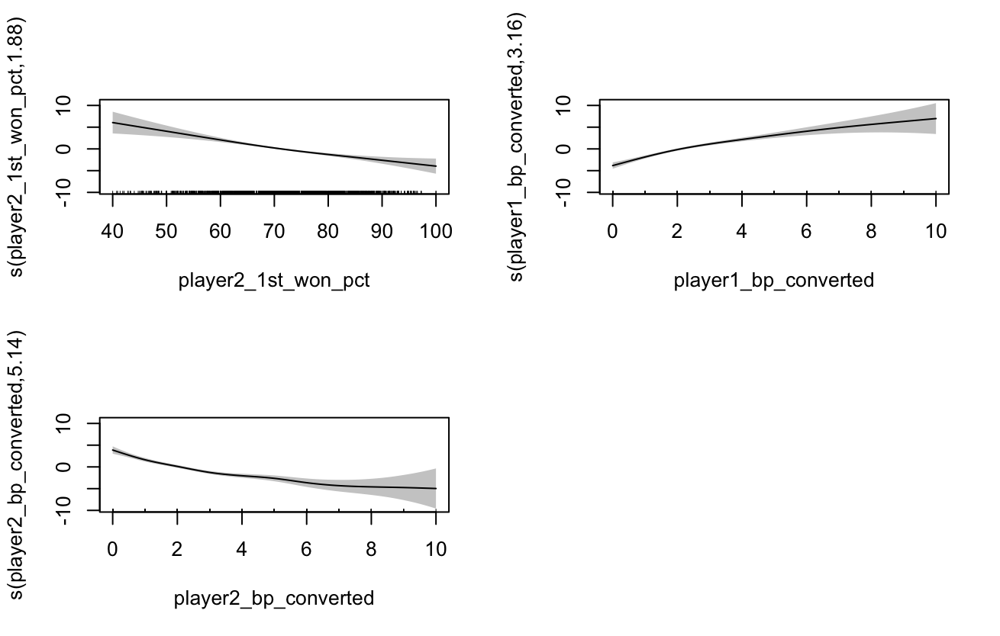 s(player2_1st_won_pct,1.88)
10
0
-10
40 50 60 70 80 90 100
player2_1st_won_pct
s(player1_bp_converted,3.16)
10
0
-10
0 2 4 6 8 10
player1_bp_converted
s(player2_bp_converted,5.14)
10
0
-10
0 2 4 6 8 10
player2_bp_converted